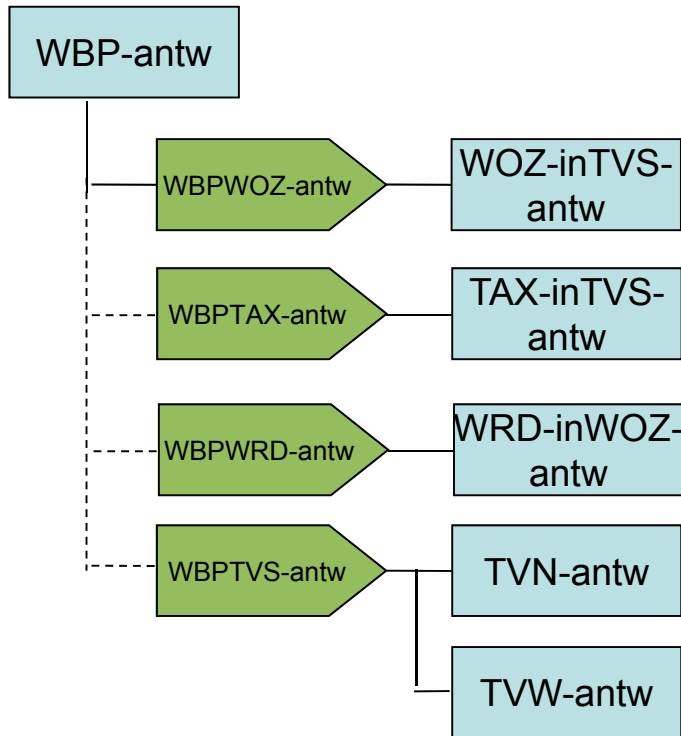 WBP-antw
WBPWOZ-antw
WOZ-inTVS-
antw
WBPTAX-antw
TAX-inTVS-
antw
WBPWRD-antw
WRD-inWOZ-
antw
WBPTVS-antw
TVN-antw
TVW-antw